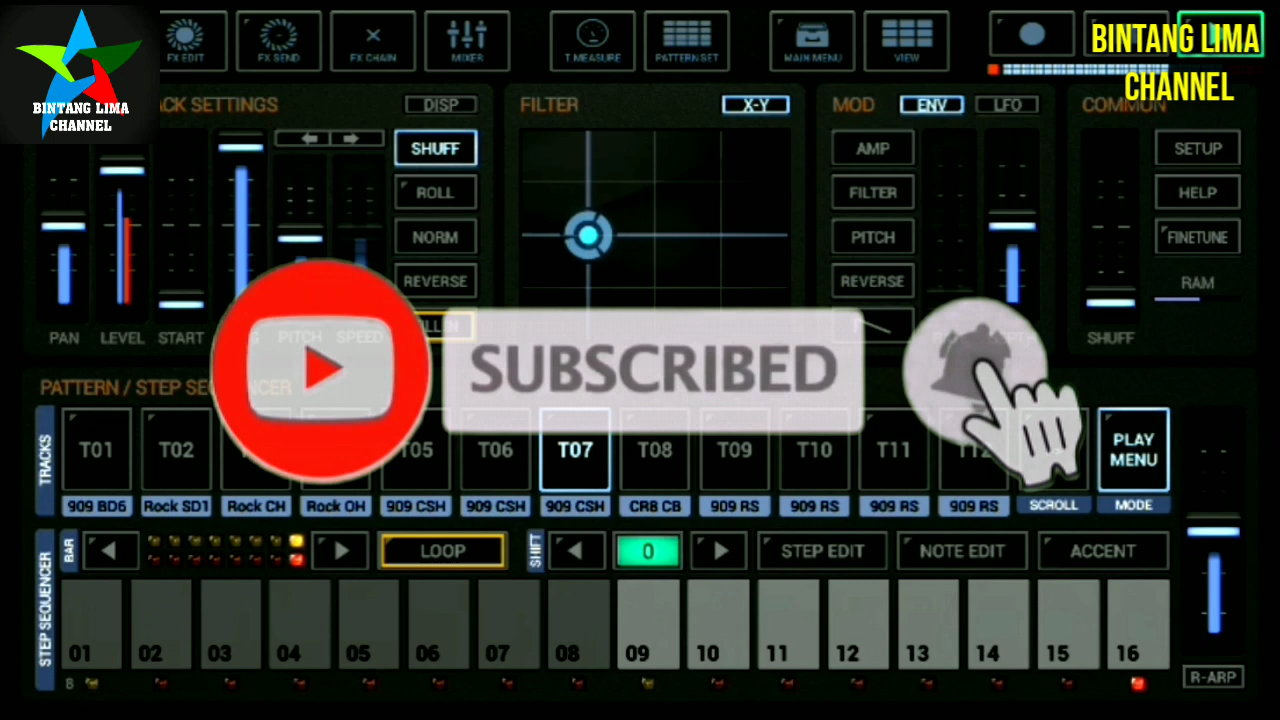 FX EDIT
FX SEND
FX CHAIN
MIXER
T.MEASURE
PATTERN SET
MAIN MENU
VIEW
BINTANG LIMA
CHANNEL
BINTANG LIMA
CHANNEL
SETTINGS
DISP
FILTER
X-Y
MOD
ENV
LFO
COMMON
SHUFF
ROLL
NORM
REVERSE
AMP
FILTER
PITCH
REVERSE
SETUP
HELP
FINETUNE
RAM
PAN
LEVEL
START
PITCH
SPEED
SHUFF
SUBSCRIBED
PATTERN / STEP
TRACKS
T01
T02
T05
T06
T07
T08
T09
T10
T11
T12
PLAY
MENU
909 BD6
Rock SD1
Rock CH
Rock OH
909 CSH
909 CSH
909 CSH
CR8 CB
909 RS
909 RS
909 RS
909 RS
SCROLL
MODE
BAR
LOOP
SHIFT
0
STEP EDIT
NOTE EDIT
ACCENT
STEP SEQUENCER
01
02
03
04
05
06
07
08
09
10
11
12
13
14
15
16
8
R-ARP